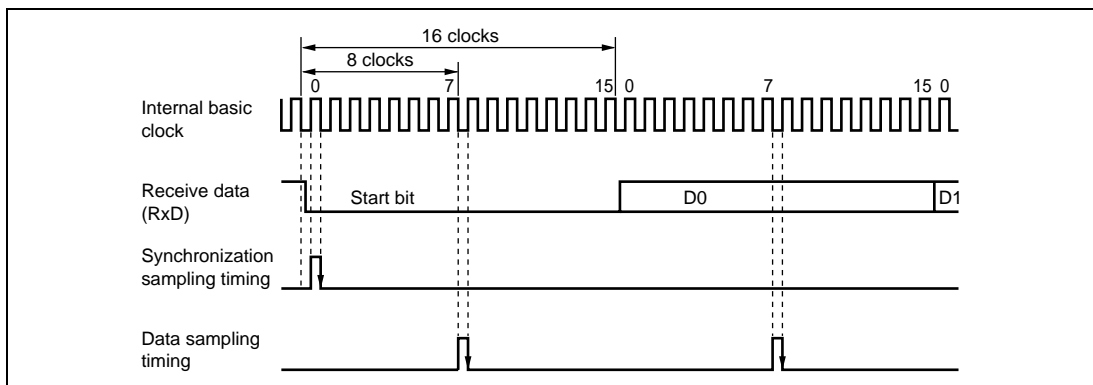 16 clocks
8 clocks
0 7 15 0 7 15 0
Internal basic
clock
Receive data
(RxD)
Start bit D0 D1
Synchronization
sampling timing
Data sampling
timing